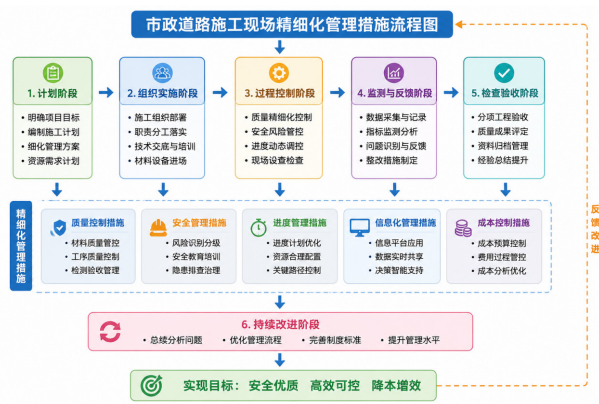 市政道路施工现场精细化管理措施流程图
1. 计划阶段
• 明确项目目标
• 编制施工计划
• 细化管理方案
• 资源需求计划
2. 组织实施阶段
• 施工组织部署
• 职责分工落实
• 技术交底与培训
• 材料设备进场
3. 过程控制阶段
• 质量精细化控制
• 安全风险管控
• 进度动态调控
• 现场设查检查
4. 监测与反馈阶段
• 数据采集与记录
• 指标监测分析
• 问题识别与反馈
• 整改措施制定
5. 检查验收阶段
• 分项工程验收
• 质量成果评定
• 资料归档管理
• 经验总结提升
精细化管理措施
质量控制措施
• 材料质量管控
• 工序质量控制
• 检测验收管理
安全管理措施
• 风险识别分级
• 安全教育培训
• 隐患排查治理
进度管理措施
• 进度计划优化
• 资源合理配置
• 关键路径控制
信息化管理措施
• 信息平台应用
• 数据实时共享
• 决策智能支持
成本控制措施
• 成本预算控制
• 费用过程管控
• 成本分析优化
反馈改进
6. 持续改进阶段
• 总续分析问题
• 优化管理流程
• 完善制度标准
• 提升管理水平
实现目标： 安全优质 高效可控 降本增效